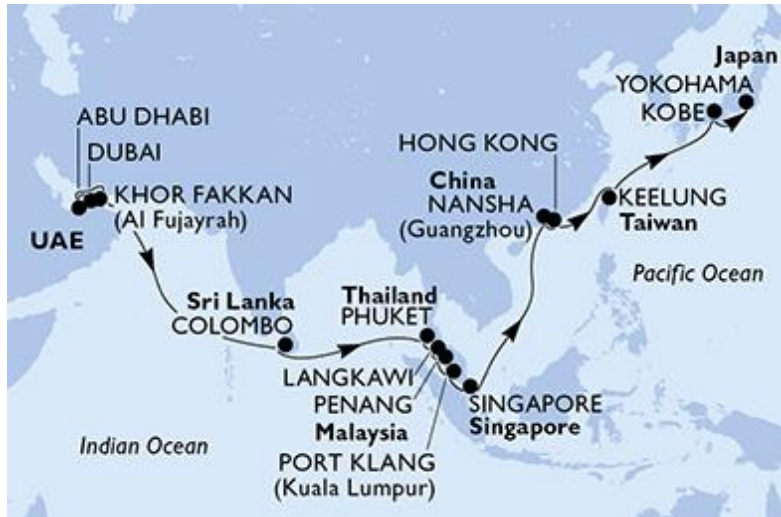 Japan
YOKOHAMA
KOBE
ABU DHABI
DUBAI
HONG KONG
KHOR FAKKAN
(Al Fujayrah)
China
NANSHA
(Guangzhou)
KEELUNG
Taiwan
UAE
Pacific Ocean
Sri Lanka
COLOMBO
Thailand
PHUKET
LANGKAWI
PENANG
Malaysia
PORT KLANG
(Kuala Lumpur)
SINGAPORE
Singapore
Indian Ocean